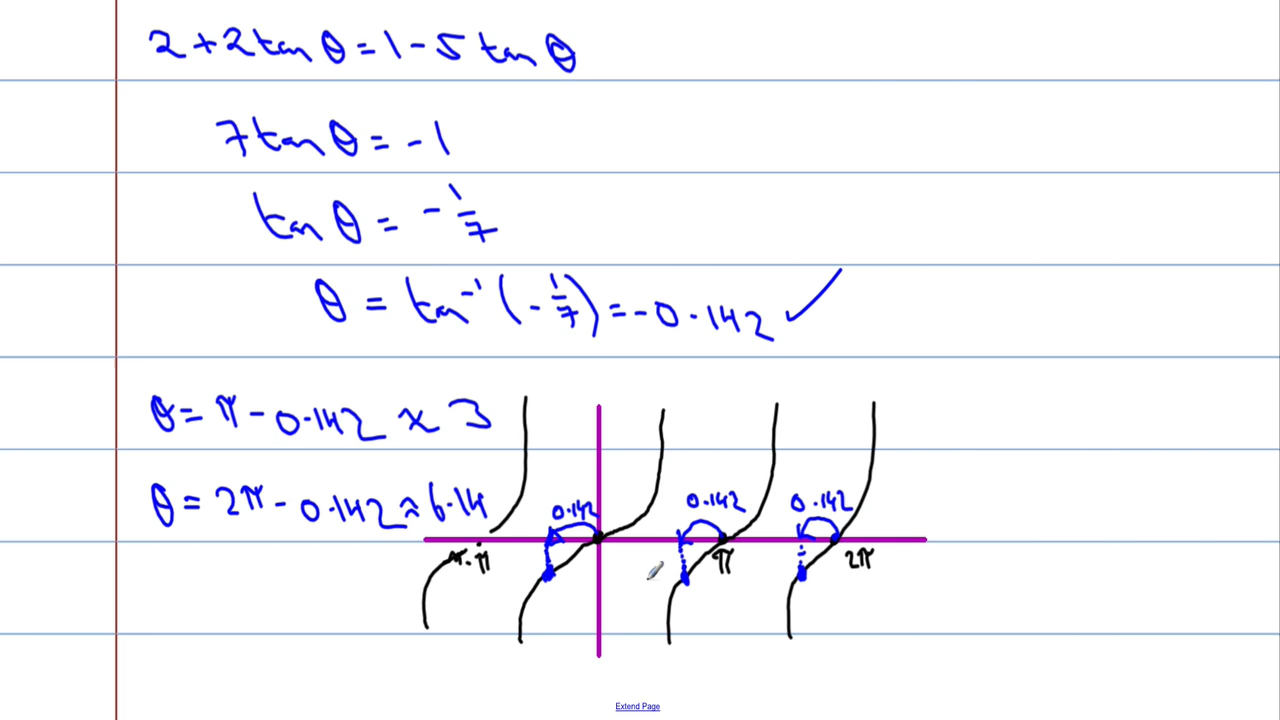 2 + 2 tan θ = 1 - 5 tan θ
7 tan θ = - 1
tan θ = - 1/7
θ = tan⁻¹ (- 1/7) = - 0.142 ✓
θ = π - 0.142 ≈ 3
θ = 2π - 0.142 ≈ 6.14
0.142 0.142 0.142
-π π 2π
Extend Page